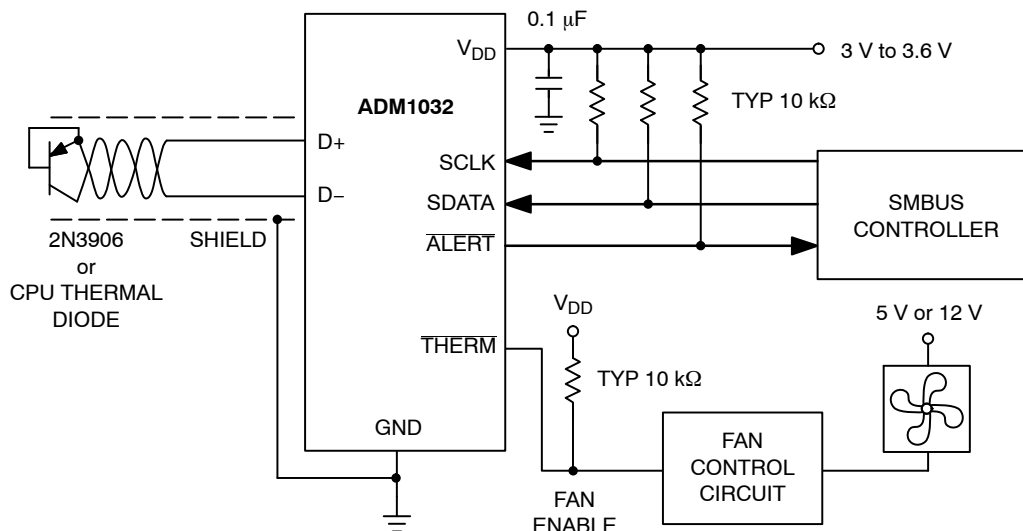 0.1 μF
V_DD
3 V to 3.6 V
ADM1032
TYP 10 kΩ
D+
SCLK
D−
SDATA
SMBUS
CONTROLLER
2N3906
or
CPU THERMAL
DIODE
SHIELD
ALERT
V_DD
5 V or 12 V
THERM
TYP 10 kΩ
GND
FAN
CONTROL
CIRCUIT
FAN
ENABLE